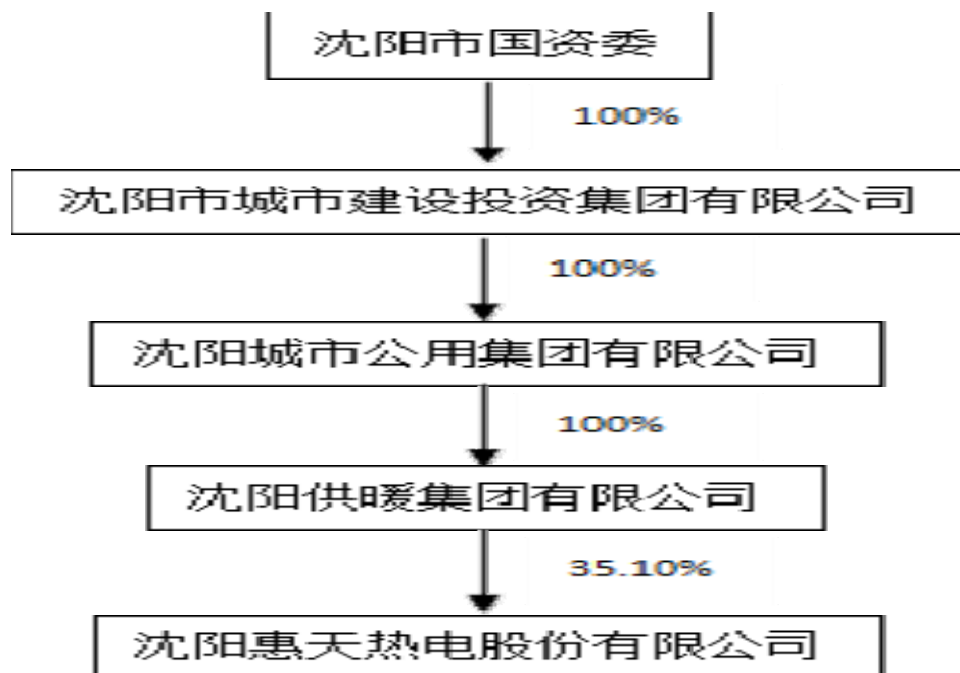 沈阳市国资委
100%
沈阳市城市建设投资集团有限公司
100%
沈阳城市公用集团有限公司
100%
沈阳供暖集团有限公司
35.10%
沈阳惠天热电股份有限公司